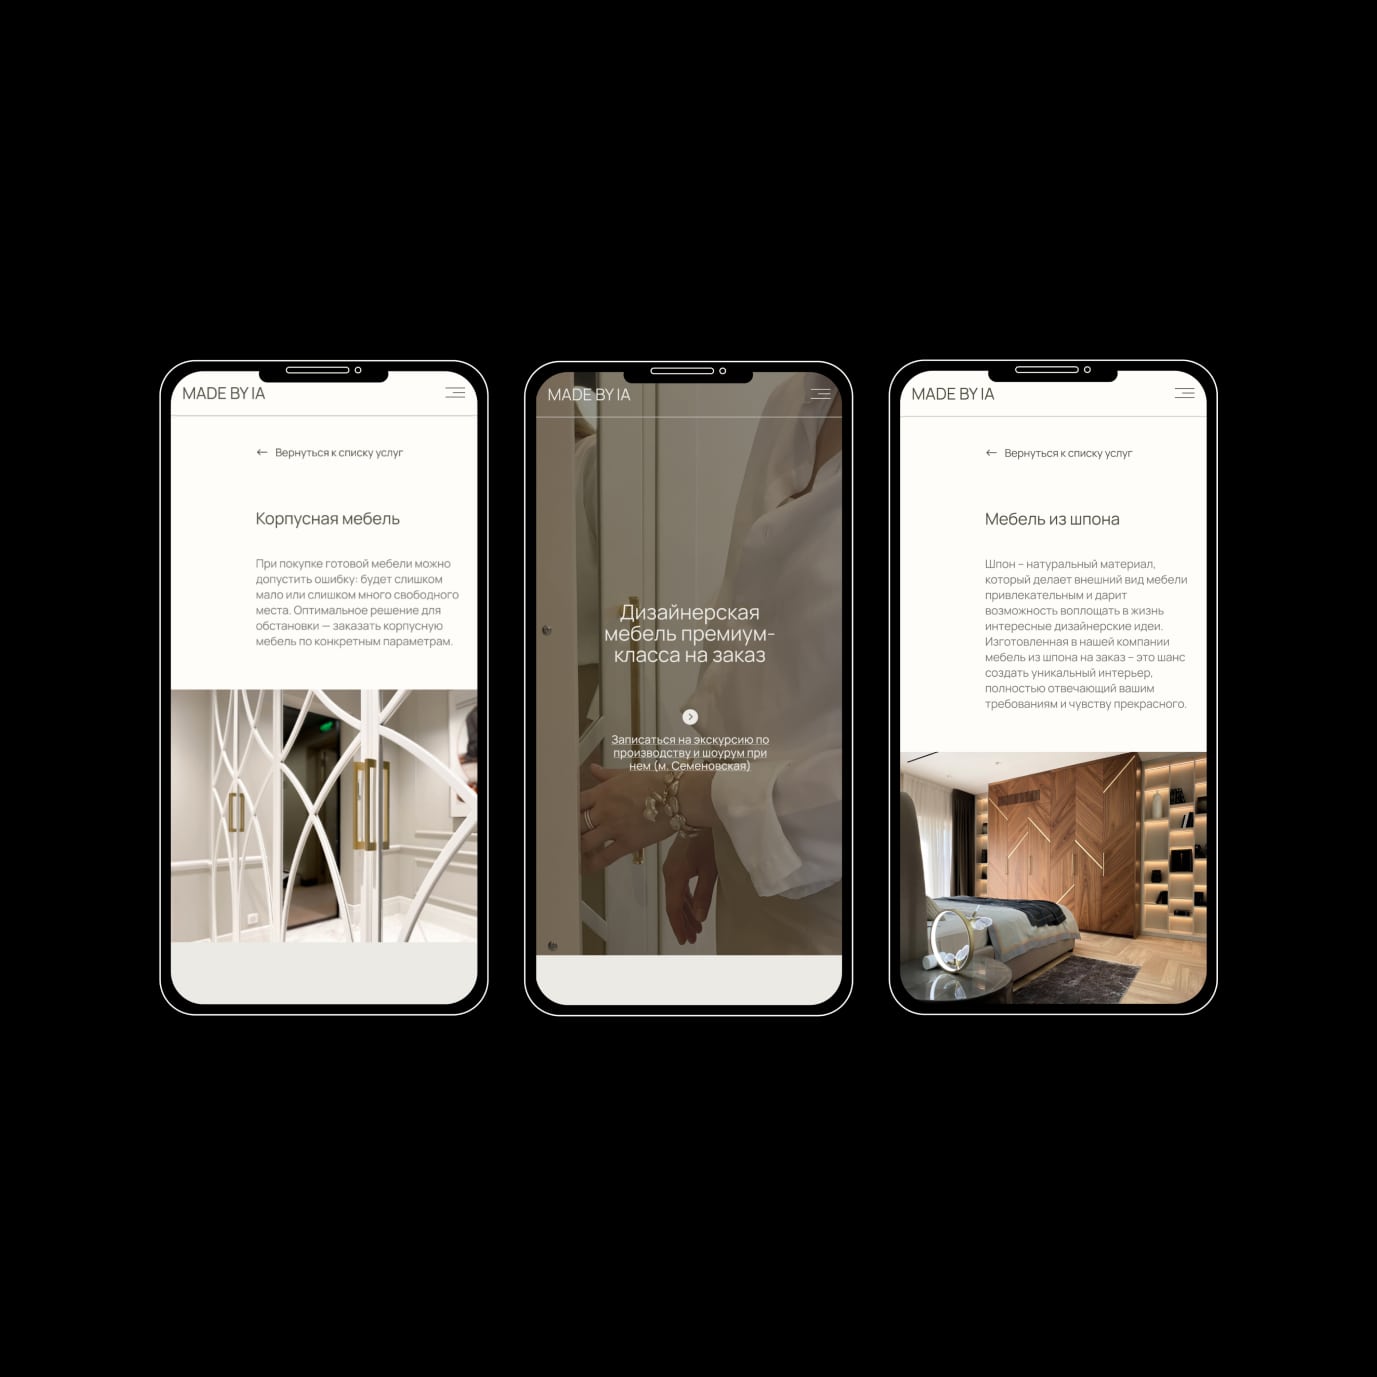 MADE BY IA
← Вернуться к списку услуг
Корпусная мебель
При покупке готовой мебели можно
допустить ошибку: будет слишком
мало или слишком много свободного
места. Оптимальное решение для
обстановки — заказать корпусную
мебель по конкретным параметрам.
MADE BY IA
Дизайнерская
мебель премиум-
класса на заказ
Записаться на экскурсию по
производству и шоурум при
нем (м. Семеновская)
MADE BY IA
← Вернуться к списку услуг
Мебель из шпона
Шпон – натуральный материал,
который делает внешний вид мебели
привлекательным и дарит
возможность воплощать в жизнь
интересные дизайнерские идеи.
Изготовленная в нашей компании
мебель из шпона на заказ – это шанс
создать уникальный интерьер,
полностью отвечающий вашим
требованиям и чувству прекрасного.